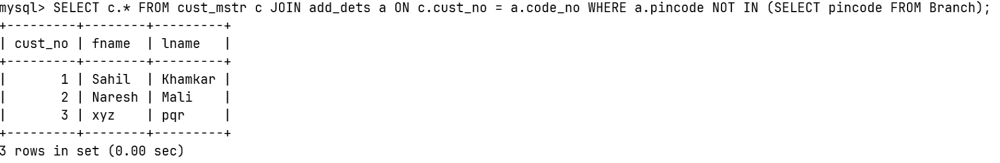 mysql> SELECT c.* FROM cust_mstr c JOIN add_dets a ON c.cust_no = a.code_no WHERE a.pincode NOT IN (SELECT pincode FROM Branch);
+---------+--------+---------+
| cust_no | fname  | lname   |
+---------+--------+---------+
|       1 | Sahil  | Khamkar |
|       2 | Naresh | Mali    |
|       3 | xyz    | pqr     |
+---------+--------+---------+
3 rows in set (0.00 sec)